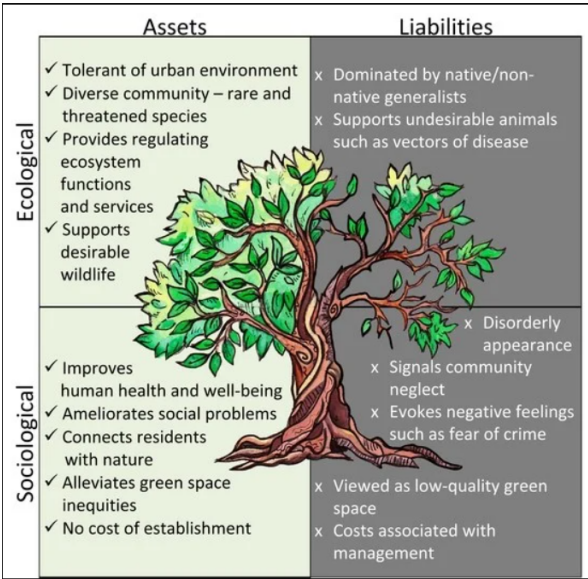 Assets
Liabilities
Ecological
✓ Tolerant of urban environment
✓ Diverse community – rare and
threatened species
✓ Provides regulating
ecosystem
functions
and services
✓ Supports
desirable
wildlife
x Dominated by native/non-
native generalists
x Supports undesirable animals
such as vectors of disease
Sociological
✓ Improves
human health and well-being
✓ Ameliorates social problems
✓ Connects residents
with nature
✓ Alleviates green space
inequities
✓ No cost of establishment
x Disorderly
appearance
x Signals community
neglect
x Evokes negative feelings
such as fear of crime
x Viewed as low-quality green
space
x Costs associated with
management